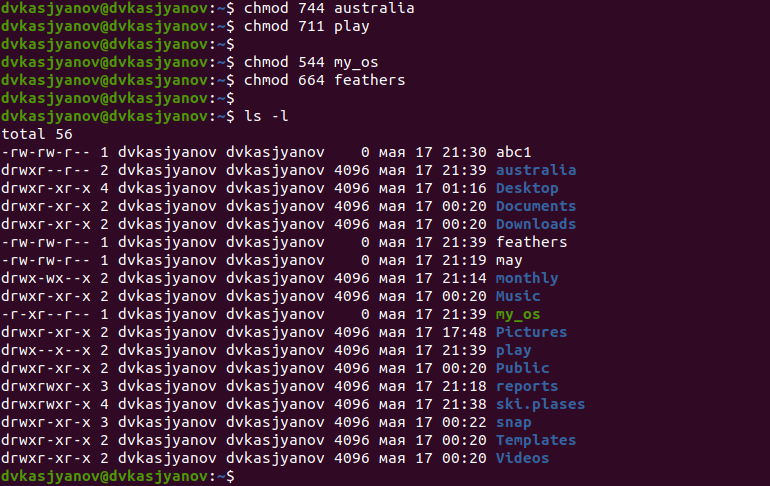 dvkasjyanov@dvkasjyanov:~$ chmod 744 australia
dvkasjyanov@dvkasjyanov:~$ chmod 711 play
dvkasjyanov@dvkasjyanov:~$
dvkasjyanov@dvkasjyanov:~$ chmod 544 my_os
dvkasjyanov@dvkasjyanov:~$ chmod 664 feathers
dvkasjyanov@dvkasjyanov:~$
dvkasjyanov@dvkasjyanov:~$ ls -l
total 56
-rw-rw-r-- 1 dvkasjyanov dvkasjyanov    0 мая 17 21:30 abc1
drwxr--r-- 2 dvkasjyanov dvkasjyanov 4096 мая 17 21:39 australia
drwxr-xr-x 4 dvkasjyanov dvkasjyanov 4096 мая 17 01:16 Desktop
drwxr-xr-x 2 dvkasjyanov dvkasjyanov 4096 мая 17 00:20 Documents
drwxr-xr-x 2 dvkasjyanov dvkasjyanov 4096 мая 17 00:20 Downloads
-rw-rw-r-- 1 dvkasjyanov dvkasjyanov    0 мая 17 21:39 feathers
-rw-rw-r-- 1 dvkasjyanov dvkasjyanov    0 мая 17 21:19 may
drwx-wx--x 2 dvkasjyanov dvkasjyanov 4096 мая 17 21:14 monthly
drwxr-xr-x 2 dvkasjyanov dvkasjyanov 4096 мая 17 00:20 Music
-r-xr--r-- 1 dvkasjyanov dvkasjyanov    0 мая 17 21:39 my_os
drwxr-xr-x 2 dvkasjyanov dvkasjyanov 4096 мая 17 17:48 Pictures
drwx--x--x 2 dvkasjyanov dvkasjyanov 4096 мая 17 21:39 play
drwxr-xr-x 2 dvkasjyanov dvkasjyanov 4096 мая 17 00:20 Public
drwxrwxr-x 3 dvkasjyanov dvkasjyanov 4096 мая 17 21:18 reports
drwxrwxr-x 4 dvkasjyanov dvkasjyanov 4096 мая 17 21:38 ski.plases
drwxr-xr-x 3 dvkasjyanov dvkasjyanov 4096 мая 17 00:22 snap
drwxr-xr-x 2 dvkasjyanov dvkasjyanov 4096 мая 17 00:20 Templates
drwxr-xr-x 2 dvkasjyanov dvkasjyanov 4096 мая 17 00:20 Videos
dvkasjyanov@dvkasjyanov:~$